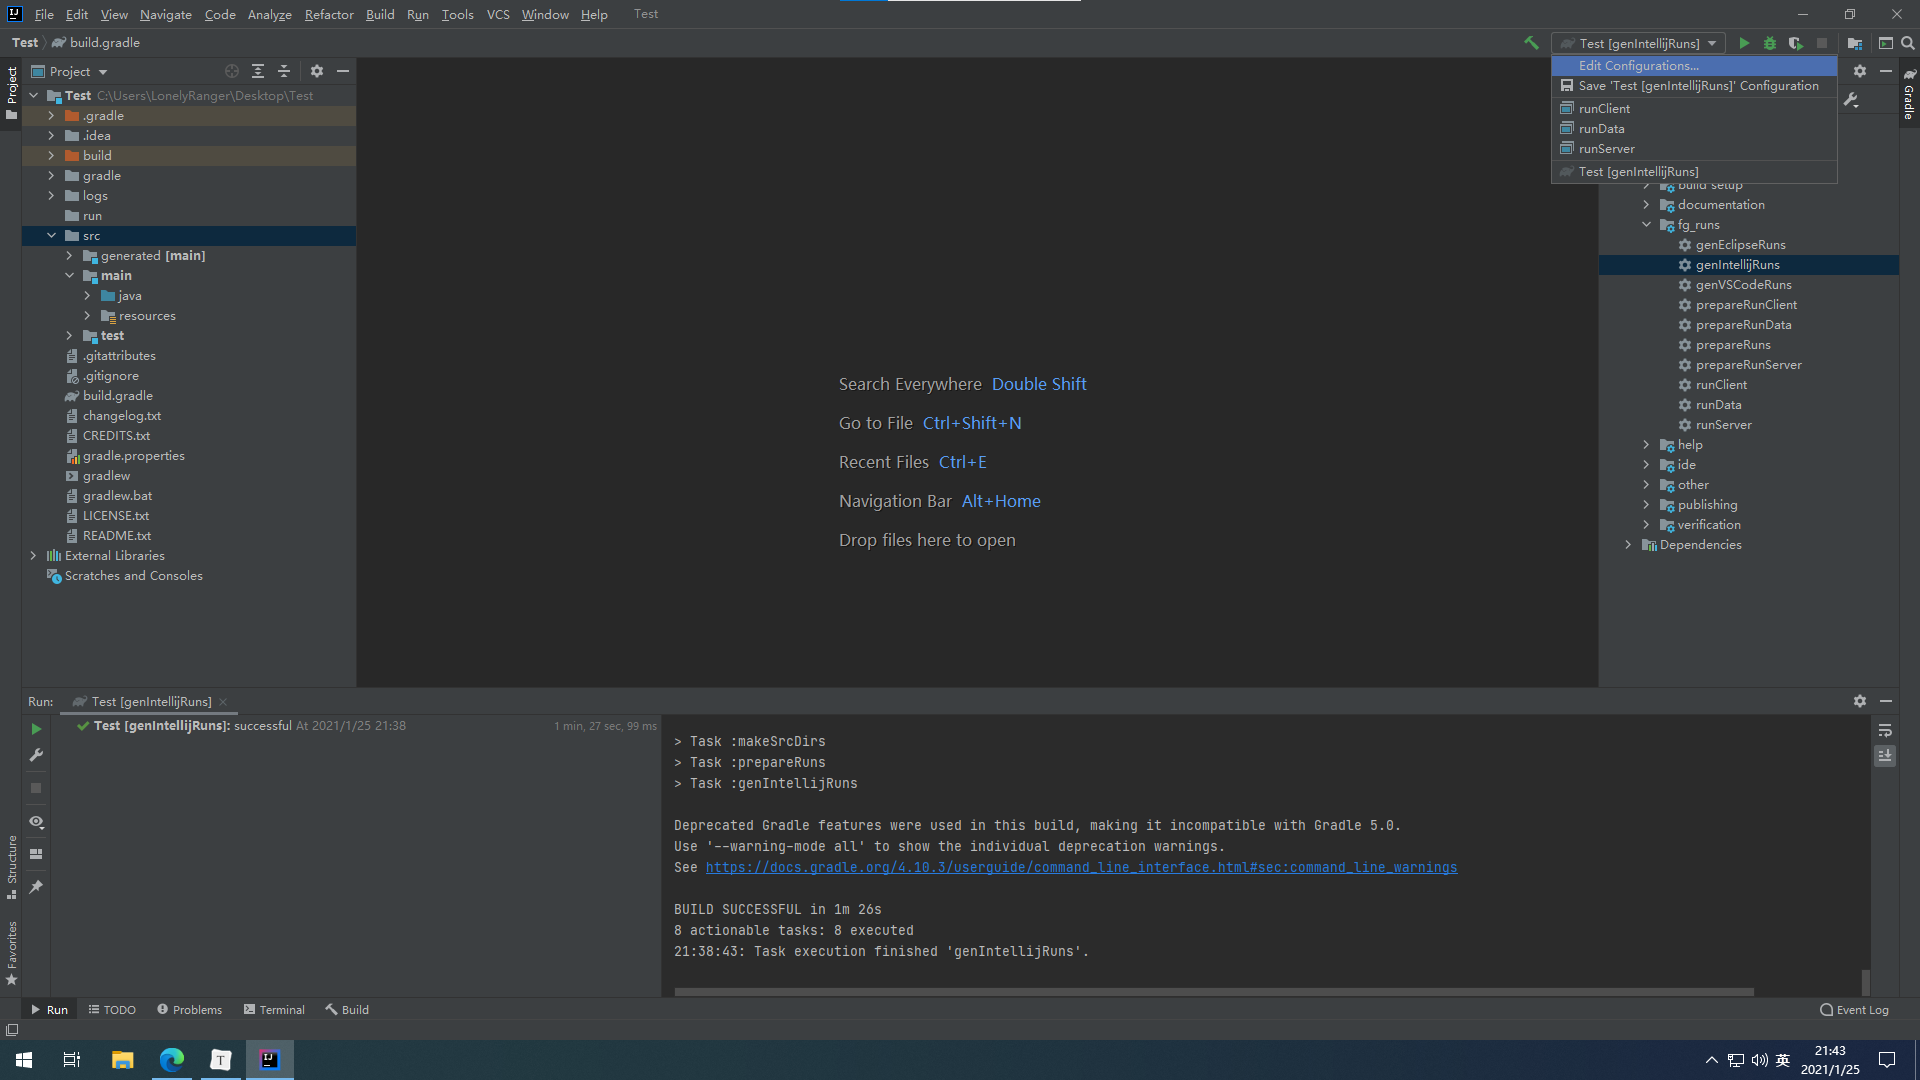 File Edit View Navigate Code Analyze Refactor Build Run Tools VCS Window Help Test
Test build.gradle
Test [genIntellijRuns]
Project
Project
Edit Configurations...
Save 'Test [genIntellijRuns]' Configuration
runClient
runData
runServer
Test [genIntellijRuns]
Gradle
Test C:\Users\LonelyRanger\Desktop\Test
.gradle
.idea
build
gradle
logs
run
src
generated [main]
main
java
resources
test
.gitattributes
.gitignore
build.gradle
changelog.txt
CREDITS.txt
gradle.properties
gradlew
gradlew.bat
LICENSE.txt
README.txt
External Libraries
Scratches and Consoles
Search Everywhere Double Shift
Go to File Ctrl+Shift+N
Recent Files Ctrl+E
Navigation Bar Alt+Home
Drop files here to open
build setup
documentation
fg_runs
genEclipseRuns
genIntellijRuns
genVSCodeRuns
prepareRunClient
prepareRunData
prepareRuns
prepareRunServer
runClient
runData
runServer
help
ide
other
publishing
verification
Dependencies
Run: Test [genIntellijRuns]
Test [genIntellijRuns]: successful At 2021/1/25 21:38 1 min, 27 sec, 99 ms
> Task :makeSrcDirs
> Task :prepareRuns
> Task :genIntellijRuns
Deprecated Gradle features were used in this build, making it incompatible with Gradle 5.0.
Use '--warning-mode all' to show the individual deprecation warnings.
See https://docs.gradle.org/4.10.3/userguide/command_line_interface.html#sec:command_line_warnings
BUILD SUCCESSFUL in 1m 26s
8 actionable tasks: 8 executed
21:38:43: Task execution finished 'genIntellijRuns'.
Structure
Favorites
Run TODO Problems Terminal Build Event Log
英
21:43
2021/1/25